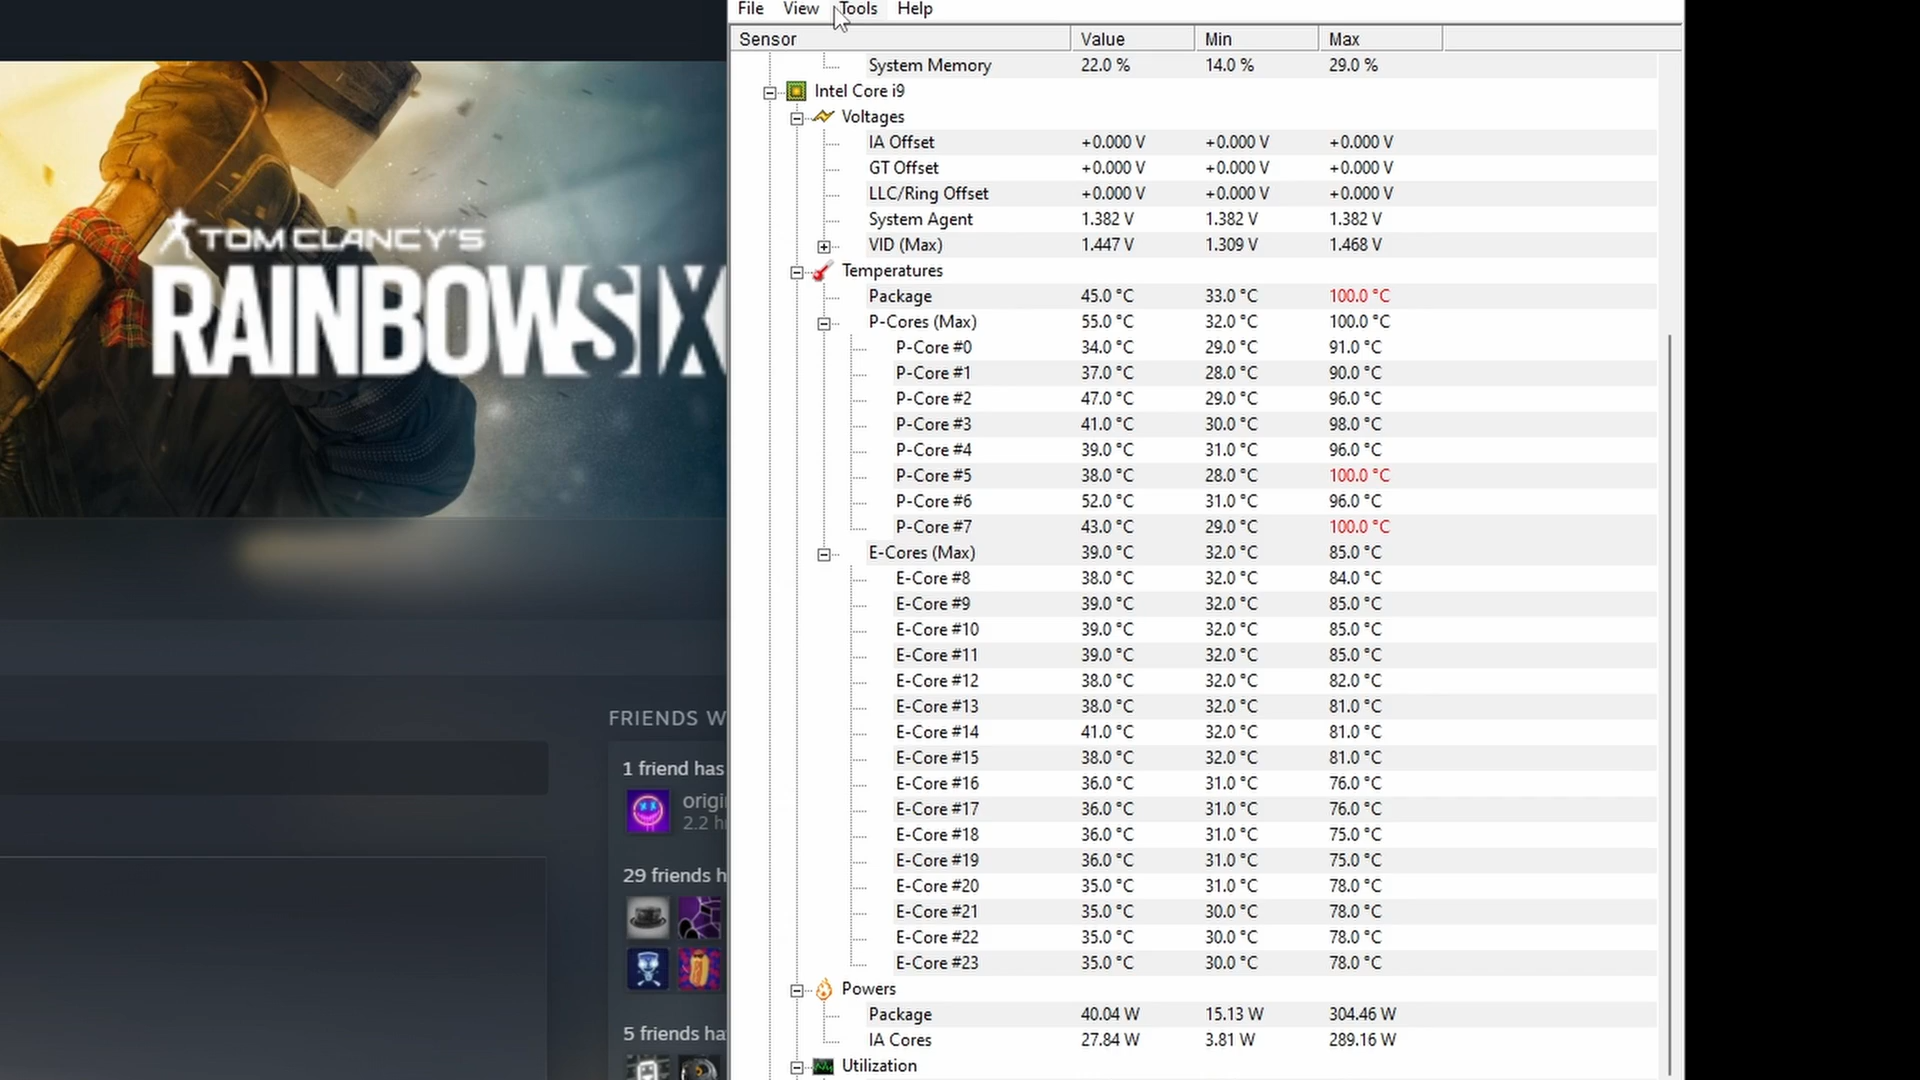 File View Tools Help
Sensor Value Min Max
System Memory 22.0 % 14.0 % 29.0 %
Intel Core i9
Voltages
IA Offset +0.000 V +0.000 V +0.000 V
GT Offset +0.000 V +0.000 V +0.000 V
LLC/Ring Offset +0.000 V +0.000 V +0.000 V
System Agent 1.382 V 1.382 V 1.382 V
VID (Max) 1.447 V 1.309 V 1.468 V
Temperatures
Package 45.0 °C 33.0 °C 100.0 °C
P-Cores (Max) 55.0 °C 32.0 °C 100.0 °C
P-Core #0 34.0 °C 29.0 °C 91.0 °C
P-Core #1 37.0 °C 28.0 °C 90.0 °C
P-Core #2 47.0 °C 29.0 °C 96.0 °C
P-Core #3 41.0 °C 30.0 °C 98.0 °C
P-Core #4 39.0 °C 31.0 °C 96.0 °C
P-Core #5 38.0 °C 28.0 °C 100.0 °C
P-Core #6 52.0 °C 31.0 °C 96.0 °C
P-Core #7 43.0 °C 29.0 °C 100.0 °C
E-Cores (Max) 39.0 °C 32.0 °C 85.0 °C
E-Core #8 38.0 °C 32.0 °C 84.0 °C
E-Core #9 39.0 °C 32.0 °C 85.0 °C
E-Core #10 39.0 °C 32.0 °C 85.0 °C
E-Core #11 39.0 °C 32.0 °C 85.0 °C
E-Core #12 38.0 °C 32.0 °C 82.0 °C
E-Core #13 38.0 °C 32.0 °C 81.0 °C
E-Core #14 41.0 °C 32.0 °C 81.0 °C
E-Core #15 38.0 °C 32.0 °C 81.0 °C
E-Core #16 36.0 °C 31.0 °C 76.0 °C
E-Core #17 36.0 °C 31.0 °C 76.0 °C
E-Core #18 36.0 °C 31.0 °C 75.0 °C
E-Core #19 36.0 °C 31.0 °C 75.0 °C
E-Core #20 35.0 °C 31.0 °C 78.0 °C
E-Core #21 35.0 °C 30.0 °C 78.0 °C
E-Core #22 35.0 °C 30.0 °C 78.0 °C
E-Core #23 35.0 °C 30.0 °C 78.0 °C
Powers
Package 40.04 W 15.13 W 304.46 W
IA Cores 27.84 W 3.81 W 289.16 W
Utilization
TOM CLANCY'S
RAINBOW SIX
FRIENDS W
1 friend has
origi
2.2 h
29 friends h
5 friends ha